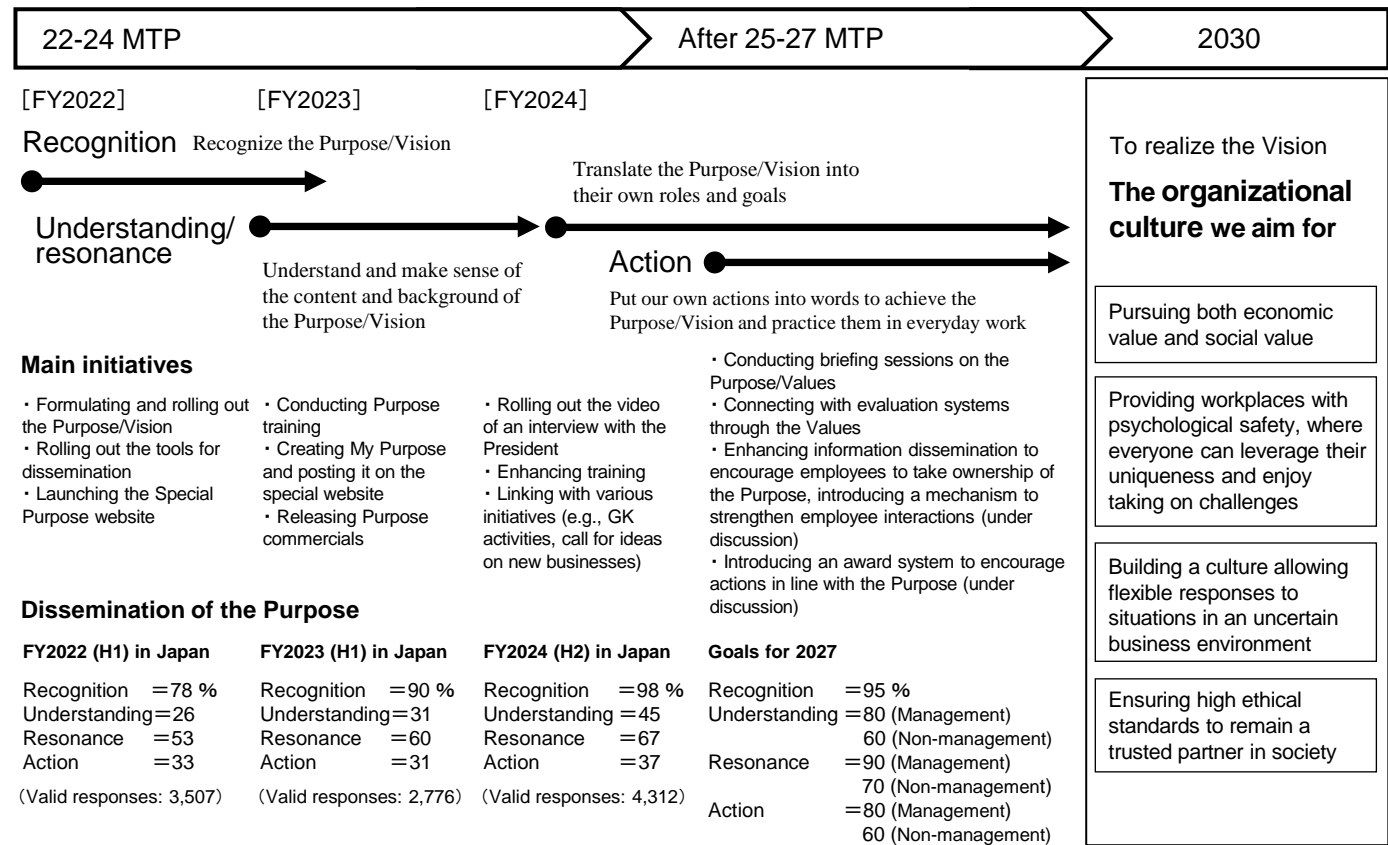 22-24 MTP
After 25-27 MTP
2030
［FY2022］
［FY2023］
［FY2024］
Recognition
Recognize the Purpose/Vision
Translate the Purpose/Vision into
their own roles and goals
Understanding/
resonance
Understand and make sense of
the content and background of
the Purpose/Vision
Action
Put our own actions into words to achieve the
Purpose/Vision and practice them in everyday work
Main initiatives
・Formulating and rolling out
the Purpose/Vision
・Rolling out the tools for
dissemination
・Launching the Special
Purpose website
・Conducting Purpose
training
・Creating My Purpose
and posting it on the
special website
・Releasing Purpose
commercials
・Rolling out the video
of an interview with the
President
・Enhancing training
・Linking with various
initiatives (e.g., GK
activities, call for ideas
on new businesses)
・Conducting briefing sessions on the
Purpose/Values
・Connecting with evaluation systems
through the Values
・Enhancing information dissemination to
encourage employees to take ownership of
the Purpose, introducing a mechanism to
strengthen employee interactions (under
discussion)
・Introducing an award system to encourage
actions in line with the Purpose (under
discussion)
Dissemination of the Purpose
FY2022 (H1) in Japan
Recognition ＝78 %
Understanding＝26
Resonance ＝53
Action ＝33
（Valid responses: 3,507）
FY2023 (H1) in Japan
Recognition ＝90 %
Understanding＝31
Resonance ＝60
Action ＝31
（Valid responses: 2,776）
FY2024 (H2) in Japan
Recognition ＝98 %
Understanding ＝45
Resonance ＝67
Action ＝37
（Valid responses: 4,312）
Goals for 2027
Recognition ＝95 %
Understanding ＝80 (Management)
60 (Non-management)
Resonance ＝90 (Management)
70 (Non-management)
Action ＝80 (Management)
60 (Non-management)
To realize the Vision
The organizational
culture we aim for
Pursuing both economic
value and social value
Providing workplaces with
psychological safety, where
everyone can leverage their
uniqueness and enjoy
taking on challenges
Building a culture allowing
flexible responses to
situations in an uncertain
business environment
Ensuring high ethical
standards to remain a
trusted partner in society